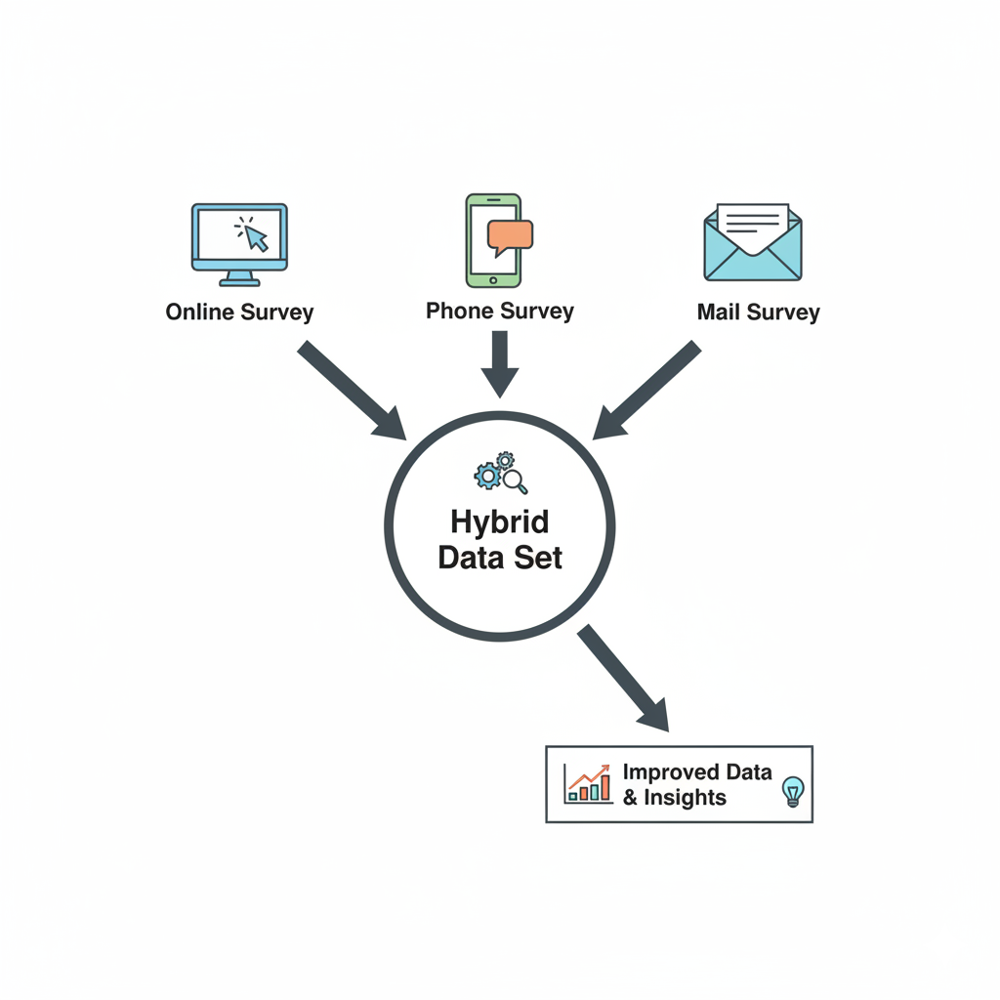 Online Survey
Phone Survey
Mail Survey
Hybrid
Data Set
Improved Data
& Insights